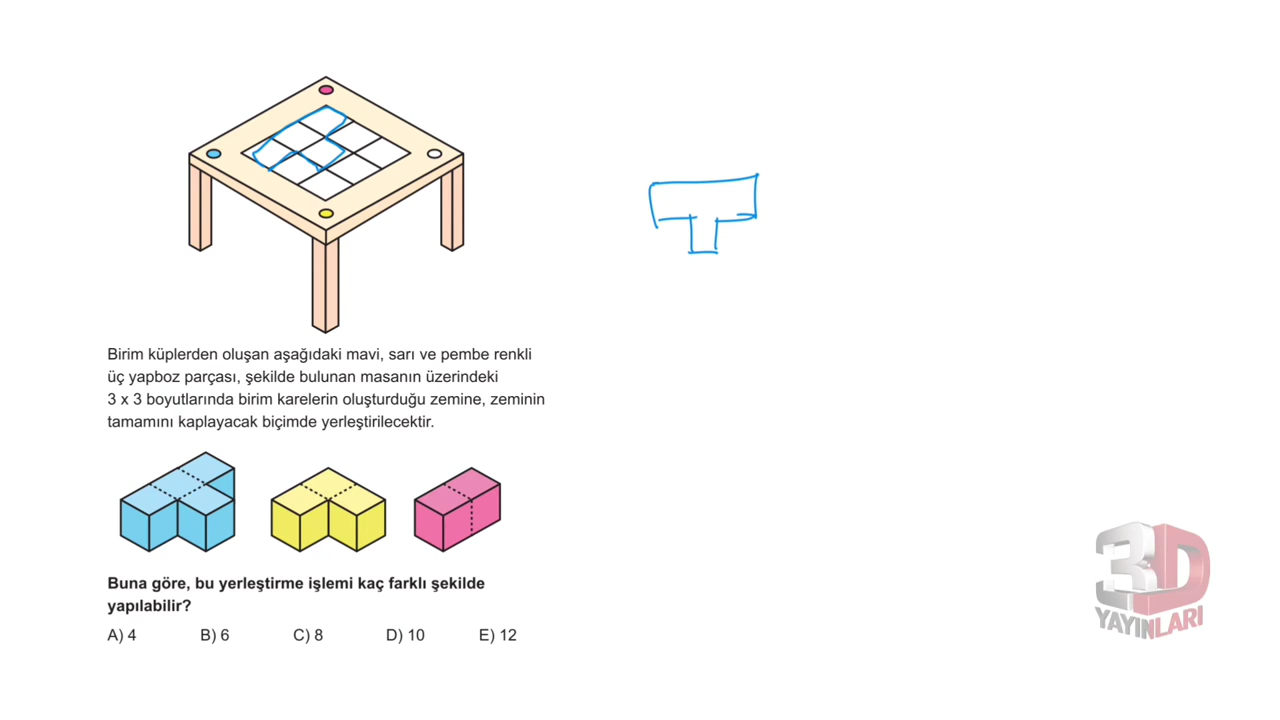 Birim küplerden oluşan aşağıdaki mavi, sarı ve pembe renkli
üç yapboz parçası, şekilde bulunan masanın üzerindeki
3 x 3 boyutlarında birim karelerin oluşturduğu zemine, zeminin
tamamını kaplayacak biçimde yerleştirilecektir.
Buna göre, bu yerleştirme işlemi kaç farklı şekilde
yapılabilir?
A) 4 B) 6 C) 8 D) 10 E) 12
3D
YAYINLARI